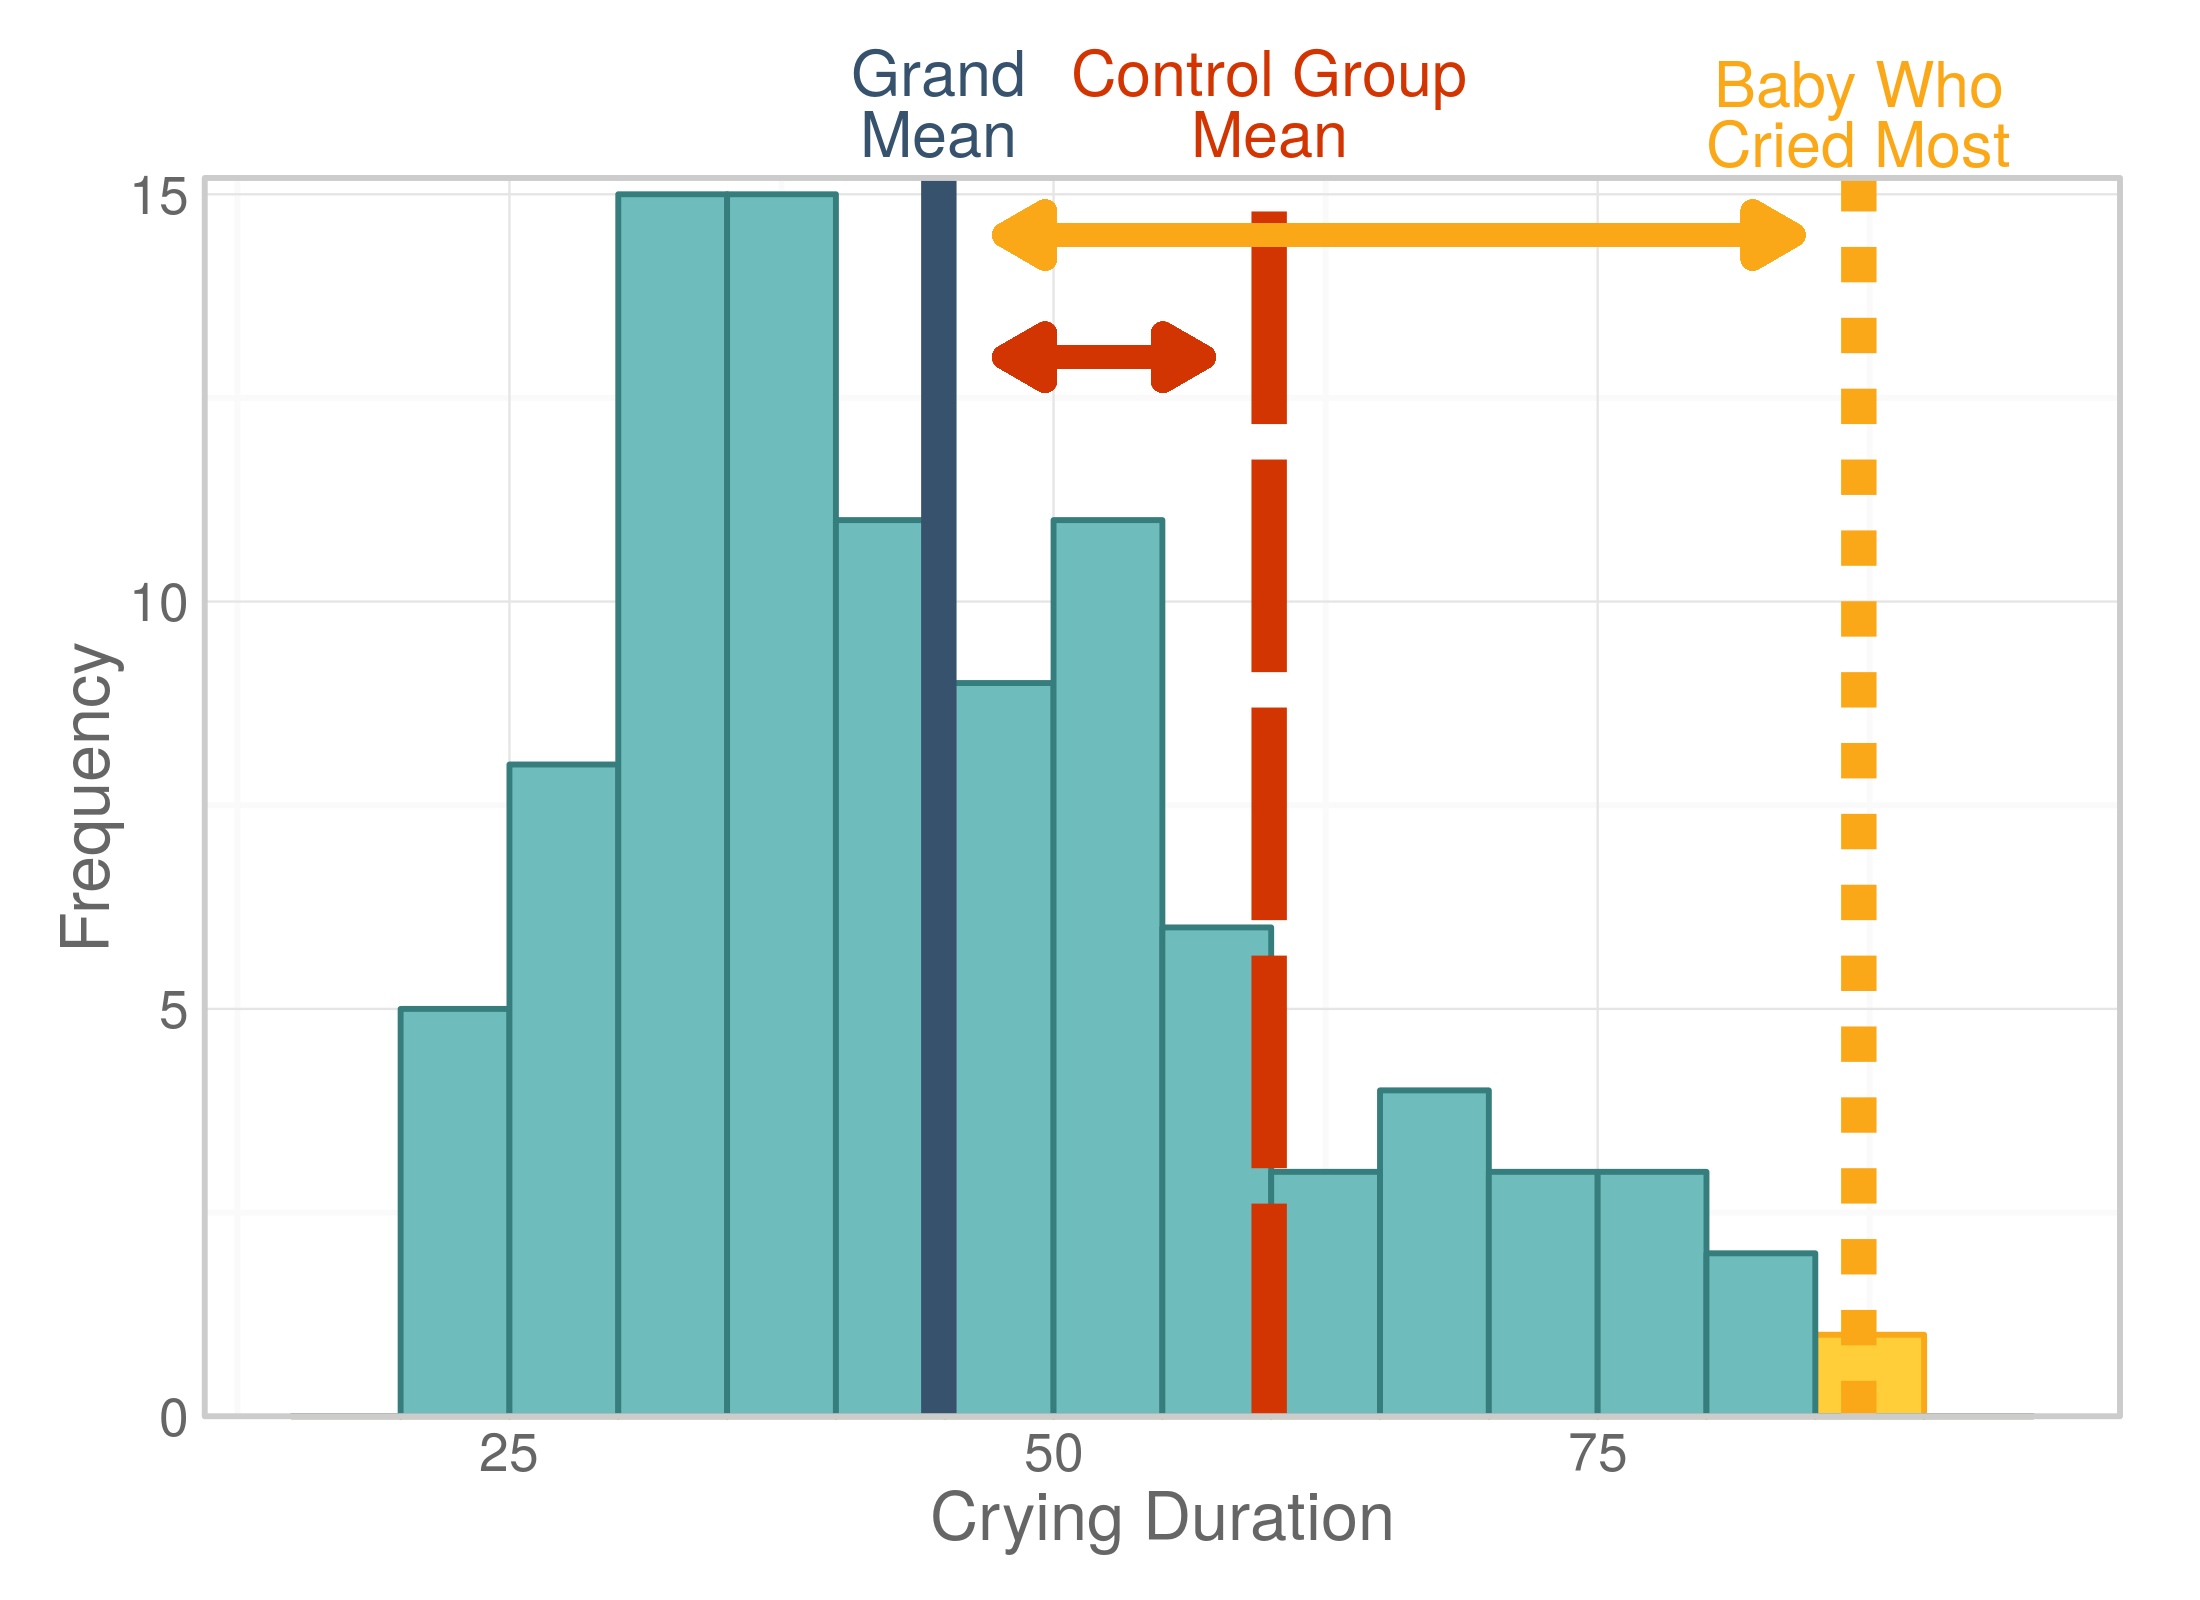 Grand
Mean
Control Group
Mean
Baby Who
Cried Most
15
10
5
0
Frequency
25
50
75
Crying Duration